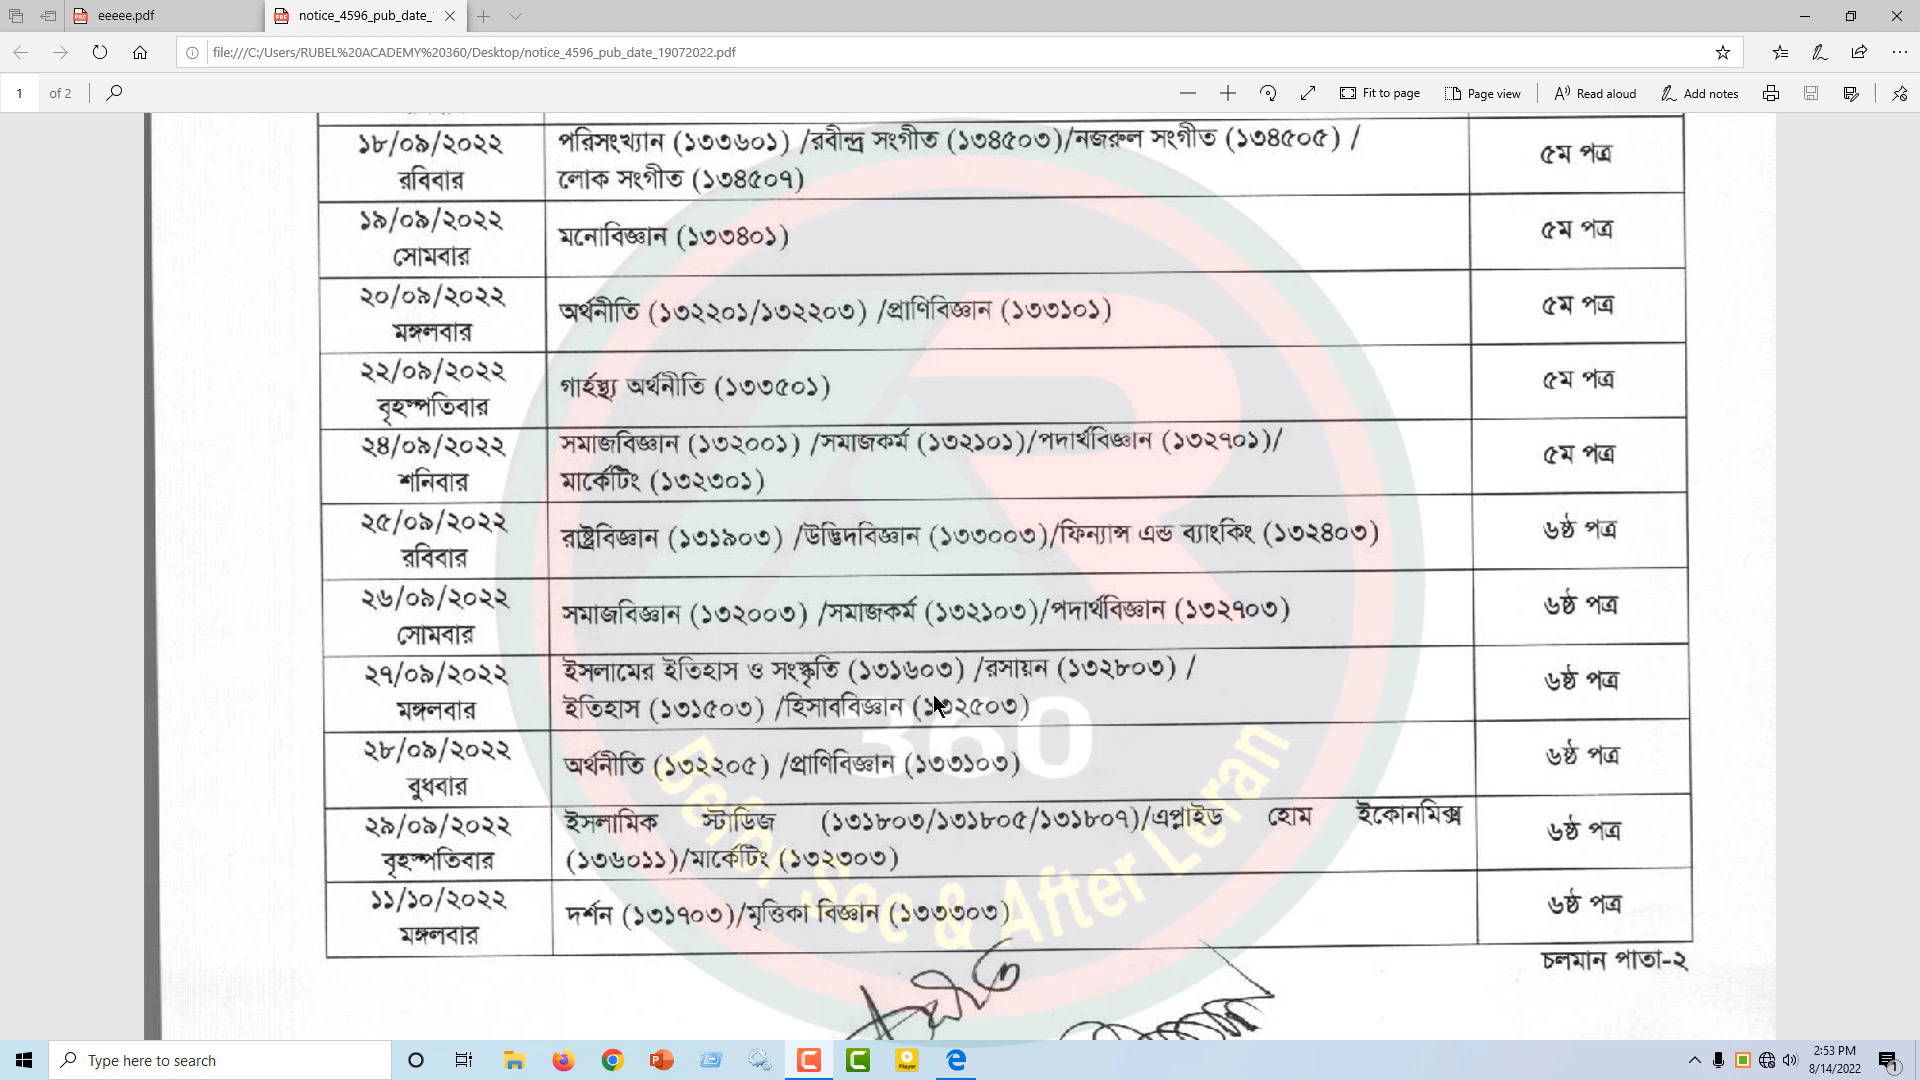 eeeee.pdf
notice_4596_pub_date_
file:///C:/Users/RUBEL%20ACADEMY%20360/Desktop/notice_4596_pub_date_19072022.pdf
1 of 2
Fit to page
Page view
Read aloud
Add notes
১৮/০৯/২০২২
রবিবার
পরিসংখ্যান (১৩৩৬০১) /রবীন্দ্র সংগীত (১৩৪৫০৩)/নজরুল সংগীত (১৩৪৫০৫) /
লোক সংগীত (১৩৪৫০৭)
৫ম পত্র
১৯/০৯/২০২২
সোমবার
মনোবিজ্ঞান (১৩৩৪০১)
৫ম পত্র
২০/০৯/২০২২
মঙ্গলবার
অর্থনীতি (১৩২২০১/১৩২২০৩) /প্রাণিবিজ্ঞান (১৩৩১০১)
৫ম পত্র
২২/০৯/২০২২
বৃহস্পতিবার
গার্হস্থ্য অর্থনীতি (১৩৩৫০১)
৫ম পত্র
২৪/০৯/২০২২
শনিবার
সমাজবিজ্ঞান (১৩২০০১) /সমাজকর্ম (১৩২১০১)/পদার্থবিজ্ঞান (১৩২৭০১)/
মার্কেটিং (১৩২৩০১)
৫ম পত্র
২৫/০৯/২০২২
রবিবার
রাষ্ট্রবিজ্ঞান (১৩১৯০৩) /উদ্ভিদবিজ্ঞান (১৩৩০০৩)/ফিন্যান্স এন্ড ব্যাংকিং (১৩২৪০৩)
৬ষ্ঠ পত্র
২৬/০৯/২০২২
সোমবার
সমাজবিজ্ঞান (১৩২০০৩) /সমাজকর্ম (১৩২১০৩)/পদার্থবিজ্ঞান (১৩২৭০৩)
৬ষ্ঠ পত্র
২৭/০৯/২০২২
মঙ্গলবার
ইসলামের ইতিহাস ও সংস্কৃতি (১৩১৬০৩) /রসায়ন (১৩২৮০৩) /
ইতিহাস (১৩১৫০৩) /হিসাববিজ্ঞান (১৩২৫০৩)
৬ষ্ঠ পত্র
২৮/০৯/২০২২
বুধবার
অর্থনীতি (১৩২২০৫) /প্রাণিবিজ্ঞান (১৩৩১০৩)
৬ষ্ঠ পত্র
২৯/০৯/২০২২
বৃহস্পতিবার
ইসলামিক স্টাডিজ (১৩১৮০৩/১৩১৮০৫/১৩১৮০৭)/এপ্লাইড হোম ইকোনমিক্স
(১৩৬০১১)/মার্কেটিং (১৩২৩০৩)
৬ষ্ঠ পত্র
১১/১০/২০২২
মঙ্গলবার
দর্শন (১৩১৭০৩)/মৃত্তিকা বিজ্ঞান (১৩৩৩০৩)
৬ষ্ঠ পত্র
চলমান পাতা-২
AR
360
Befor See & After Leran
Type here to search
2:53 PM
8/14/2022